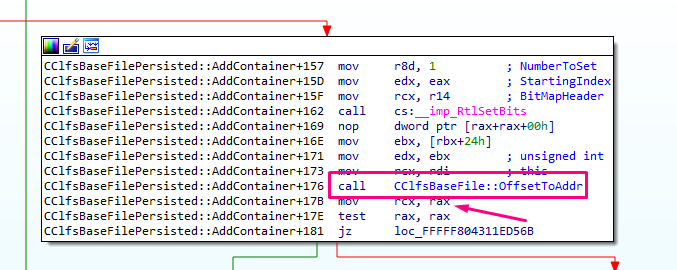 CClfsBaseFilePersisted::AddContainer+157 mov r8d, 1 ; NumberToSet
CClfsBaseFilePersisted::AddContainer+15D mov edx, eax ; StartingIndex
CClfsBaseFilePersisted::AddContainer+15F mov rcx, r14 ; BitMapHeader
CClfsBaseFilePersisted::AddContainer+162 call cs:__imp_RtlSetBits
CClfsBaseFilePersisted::AddContainer+169 nop dword ptr [rax+rax+00h]
CClfsBaseFilePersisted::AddContainer+16E mov ebx, [rbx+24h]
CClfsBaseFilePersisted::AddContainer+171 mov edx, ebx ; unsigned int
CClfsBaseFilePersisted::AddContainer+173 mov rcx, rdi ; this
CClfsBaseFilePersisted::AddContainer+176 call CClfsBaseFile::OffsetToAddr
CClfsBaseFilePersisted::AddContainer+17B mov rcx, rax
CClfsBaseFilePersisted::AddContainer+17E test rax, rax
CClfsBaseFilePersisted::AddContainer+181 jz loc_FFFFF804311ED56B